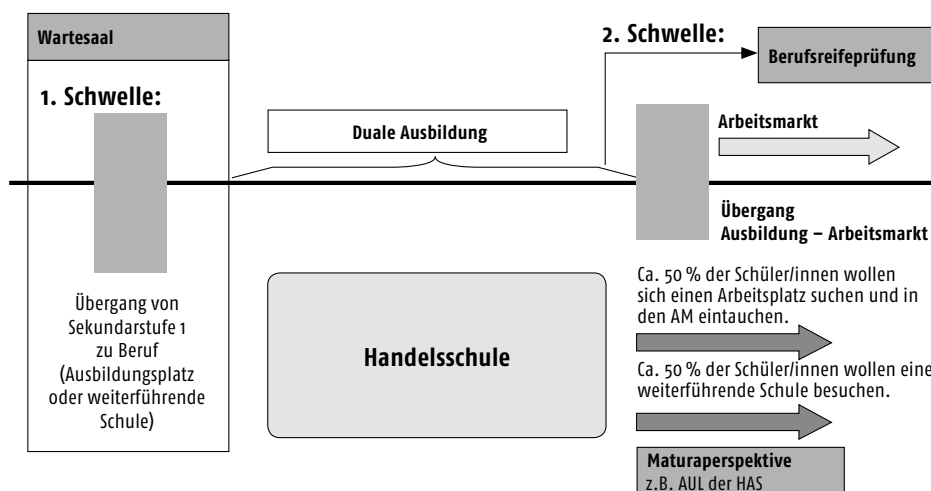 Wartesaal
1. Schwelle:
Übergang von
Sekundarstufe 1
zu Beruf
(Ausbildungsplatz
oder weiterführende
Schule)
Duale Ausbildung
Handelsschule
2. Schwelle:
Berufsreifeprüfung
Arbeitsmarkt
Übergang
Ausbildung – Arbeitsmarkt
Ca. 50 % der Schüler/innen wollen
sich einen Arbeitsplatz suchen und in
den AM eintauchen.
Ca. 50 % der Schüler/innen wollen eine
weiterführende Schule besuchen.
Maturaperspektive
z.B. AUL der HAS